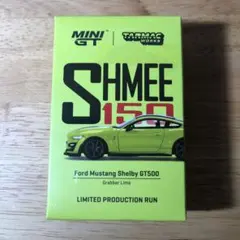 MINI GT
TARMAC WORKS
SHMEE
150
Ford Mustang Shelby GT500
Grabber Lime
LIMITED PRODUCTION RUN